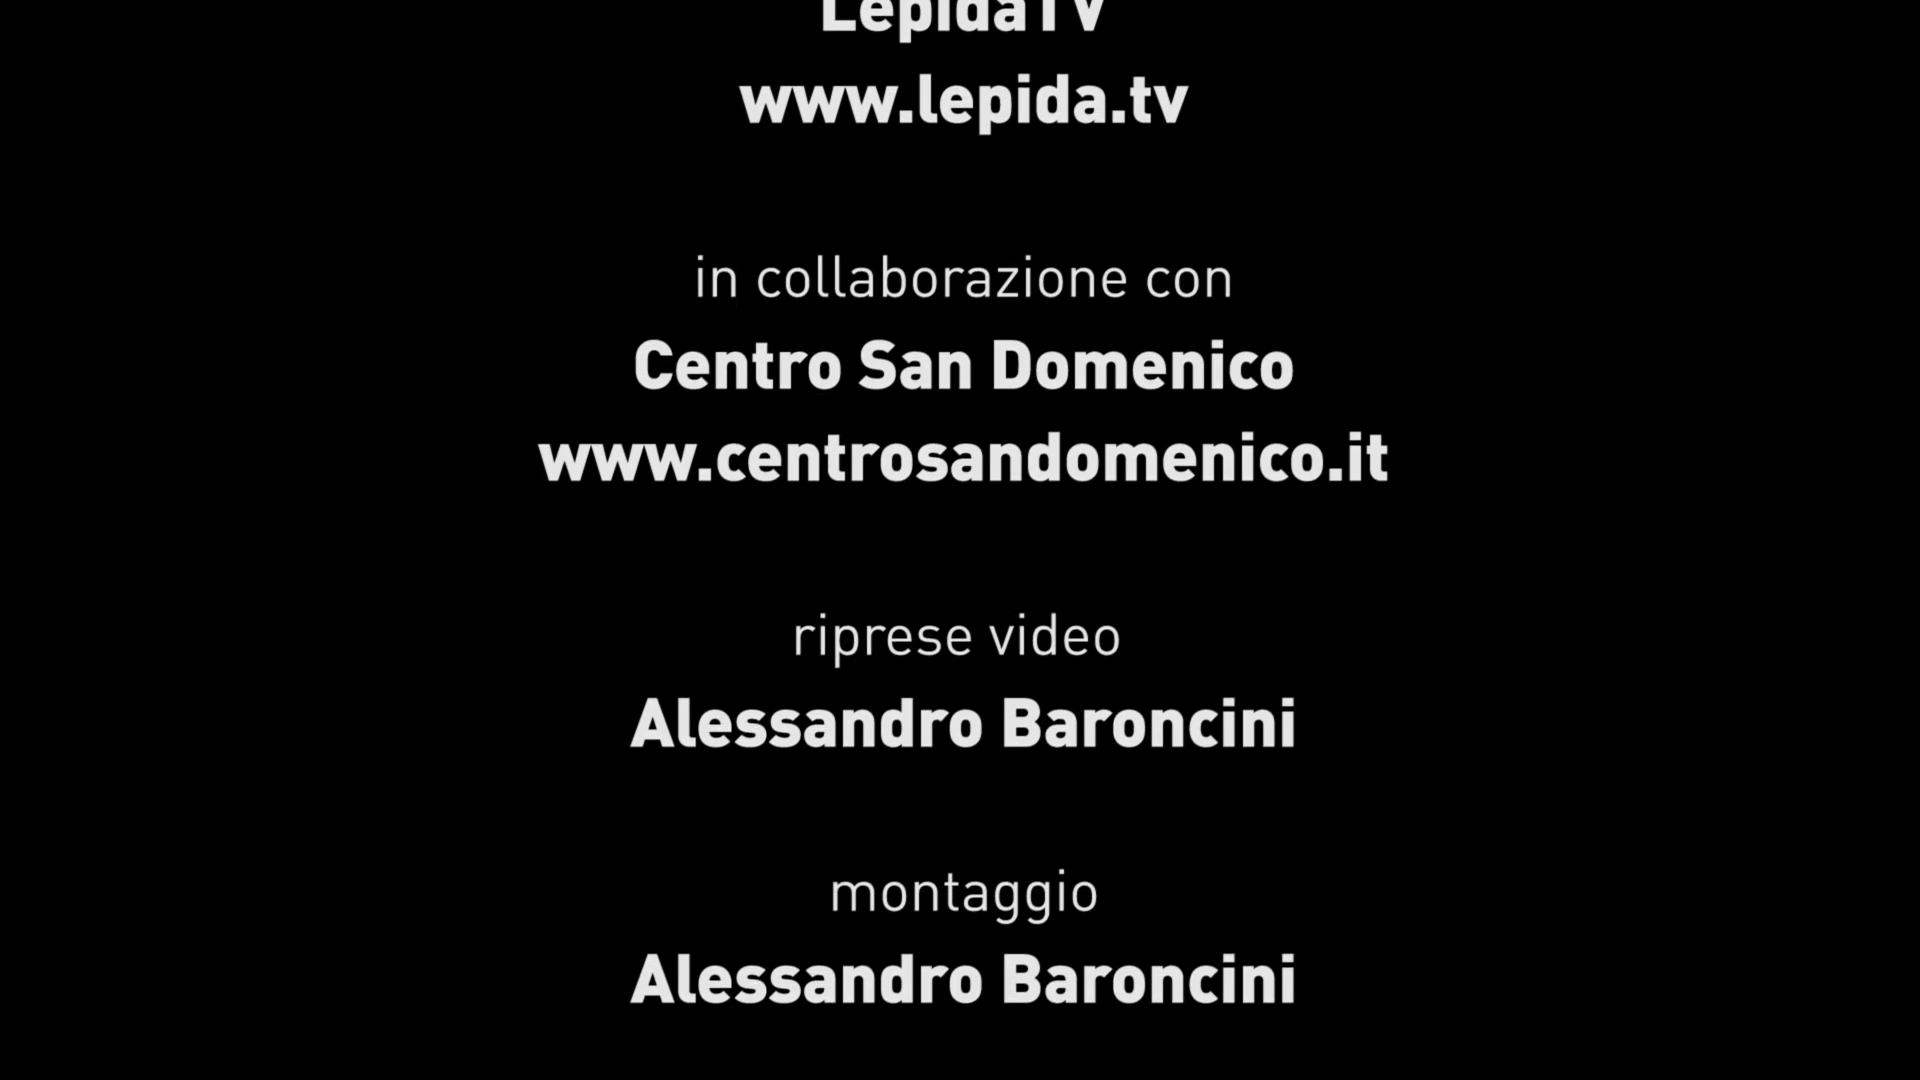 LepidaTV
www.lepida.tv
in collaborazione con
Centro San Domenico
www.centrosandomenico.it
riprese video
Alessandro Baroncini
montaggio
Alessandro Baroncini